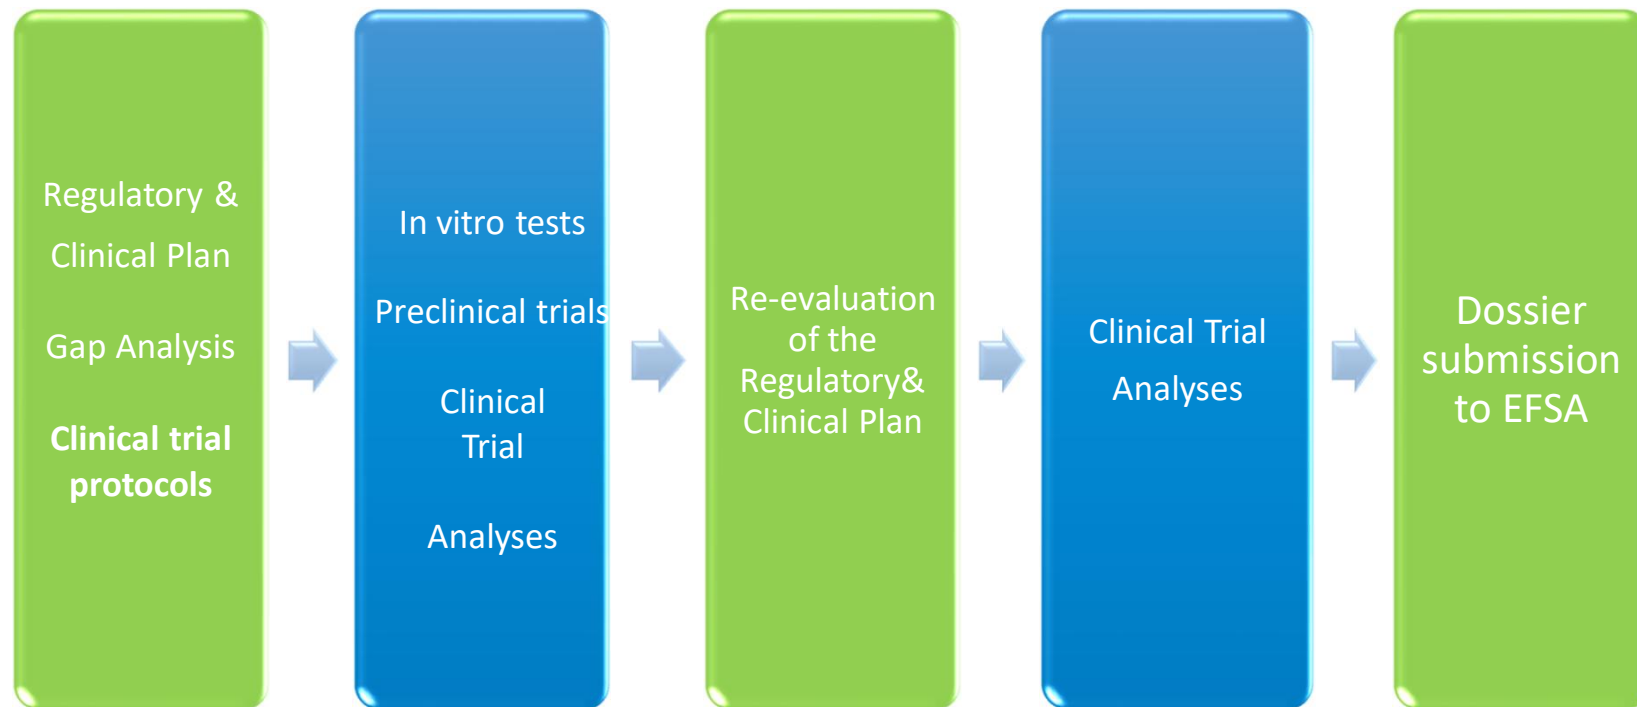 Regulatory &
Clinical Plan
Gap Analysis
Clinical trial
protocols
In vitro tests
Preclinical trials
Clinical
Trial
Analyses
Re-evaluation
of the
Regulatory&
Clinical Plan
Clinical Trial
Analyses
Dossier
submission
to EFSA